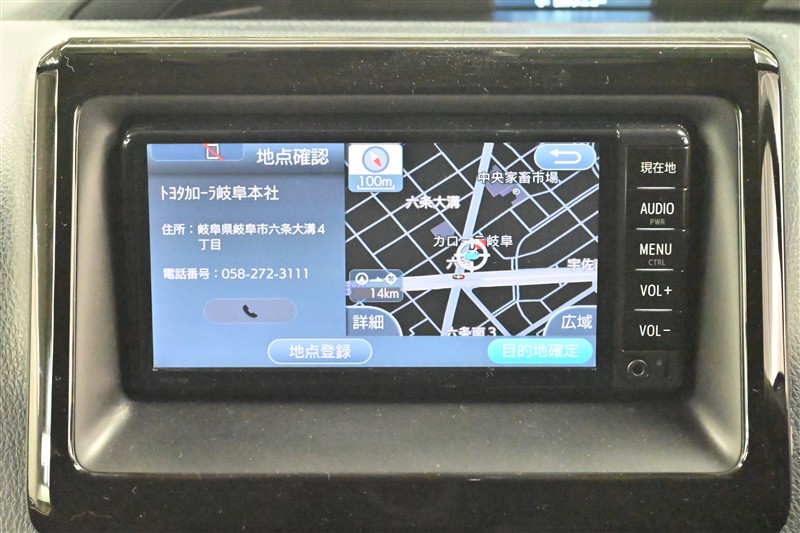 地点確認
ﾄﾖﾀｶﾛｰﾗ岐阜本社
住所：岐阜県岐阜市六条大溝４
丁目
電話番号：058-272-3111
地点登録
100m
中央家畜市場
六条大溝
カローラ岐阜
六
宇佐
14km
詳細
広域
六条南３
目的地確定
現在地
AUDIO
PWR
MENU
CTRL
VOL+
VOL-